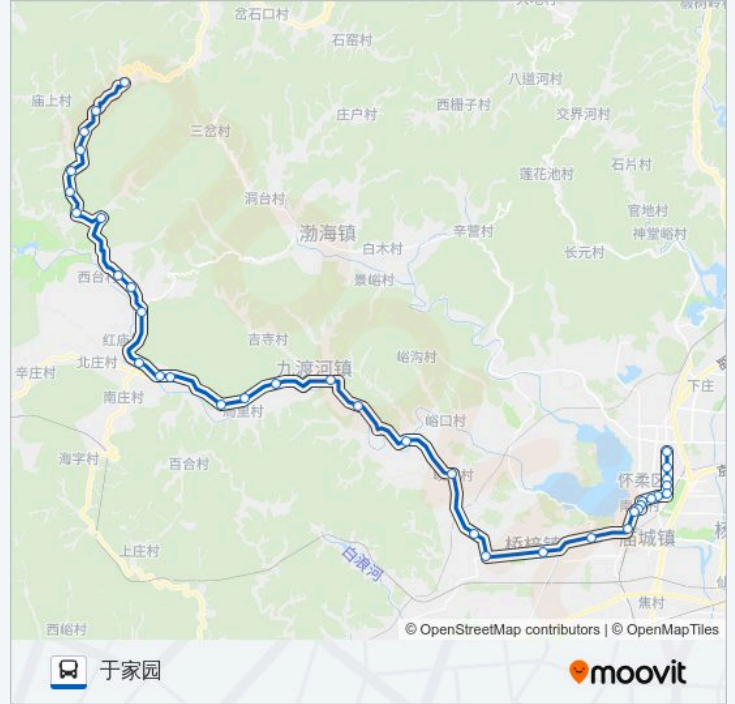 岔石口村
石窑村
八道河村
庙上村
庄户村
西栅子村
交界河村
三岔村
石片村
莲花池村
洞台村
官地村
渤海镇
辛营村
神堂峪村
白木村
长元村
西台
景峪村
红庙
吉寺村
北庄村
九渡河镇
峪沟村
辛庄村
下庄
南庄村
峪口村
海字村
百合村
怀柔区
桥梓镇
庙城镇
杨
上庄村
白浪河
焦村
西峪村
© OpenStreetMap contributors | © OpenMapTiles
于家园
moovit